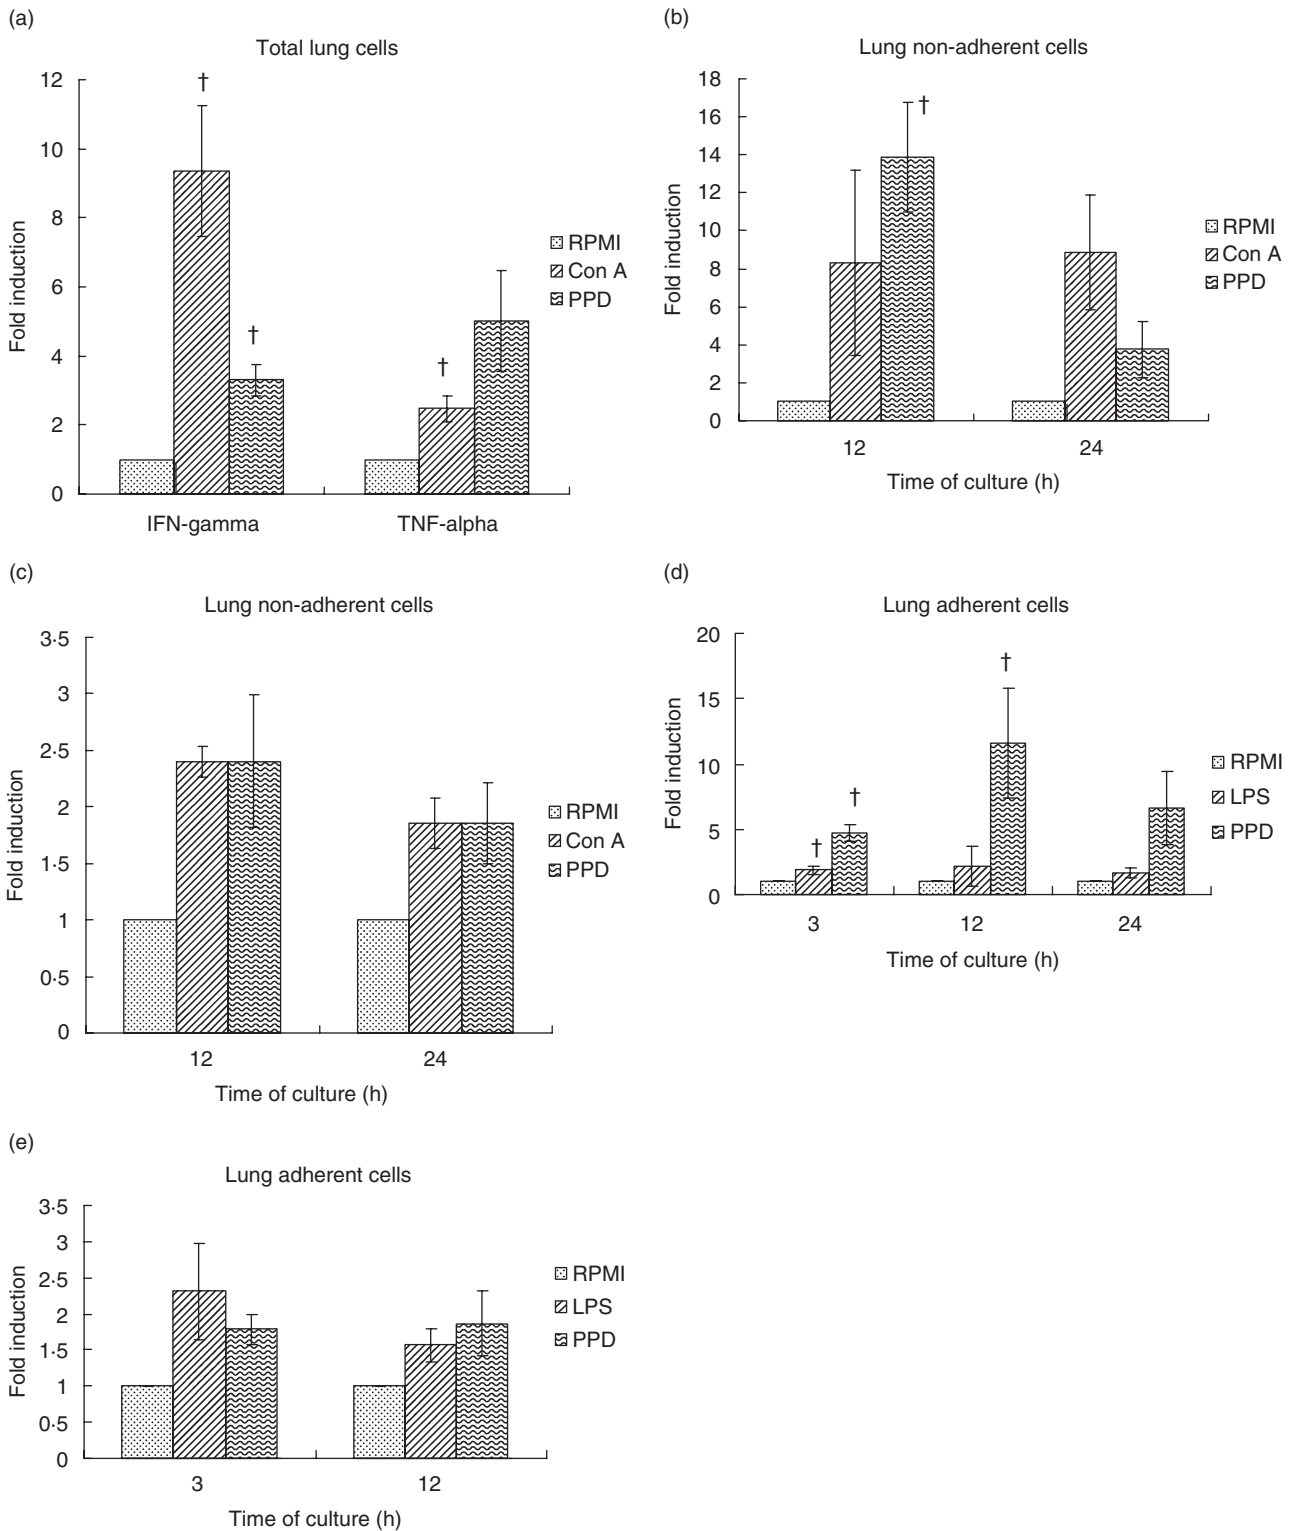 (a)
Total lung cells
12
10
8
6
4
2
0
Fold induction
†
†
†
IFN-gamma
TNF-alpha
RPMI
Con A
PPD
(b)
Lung non-adherent cells
18
16
14
12
10
8
6
4
2
0
Fold induction
†
12
24
Time of culture (h)
RPMI
Con A
PPD
(c)
Lung non-adherent cells
3·5
3
2·5
2
1·5
1
0·5
0
Fold induction
12
24
Time of culture (h)
RPMI
Con A
PPD
(d)
Lung adherent cells
20
15
10
5
0
Fold induction
†
†
†
3
12
24
Time of culture (h)
RPMI
LPS
PPD
(e)
Lung adherent cells
3·5
3
2·5
2
1·5
1
0·5
0
Fold induction
3
12
Time of culture (h)
RPMI
LPS
PPD